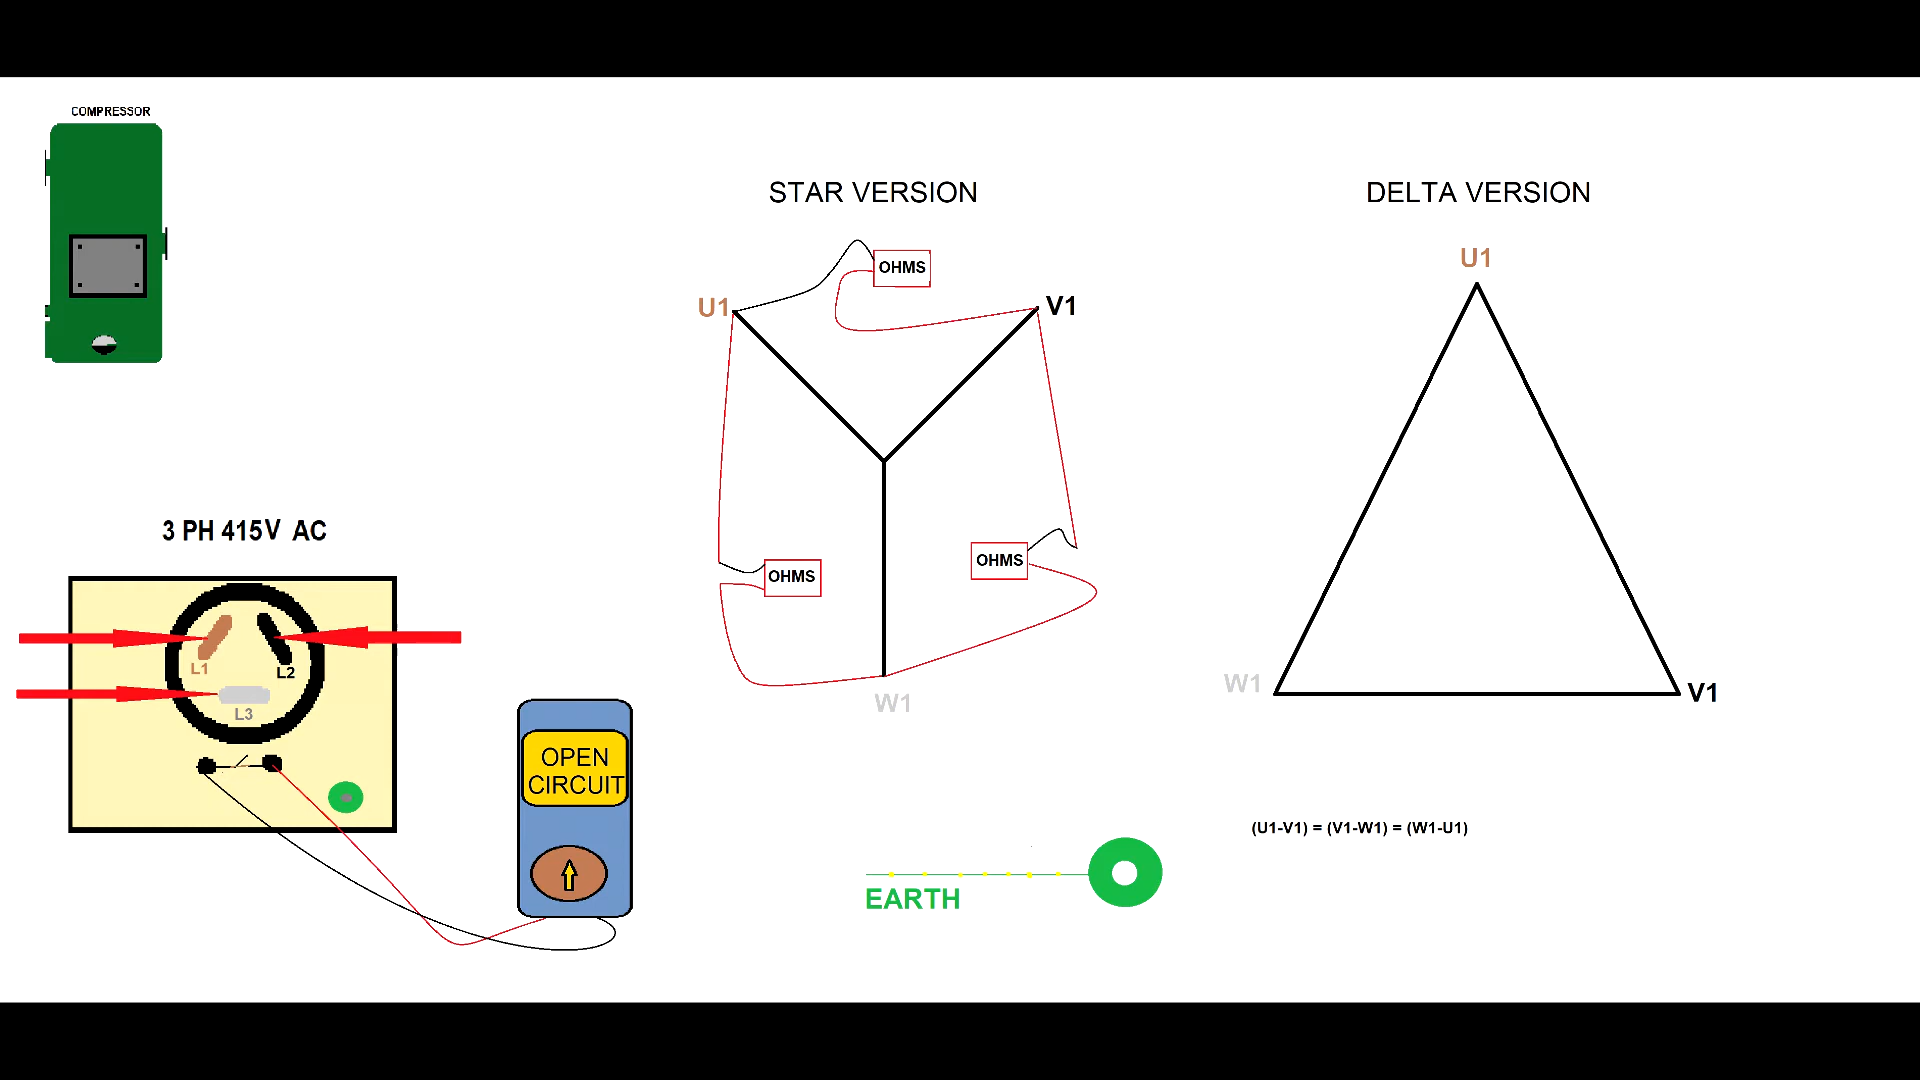 COMPRESSOR
STAR VERSION
DELTA VERSION
U1
OHMS
U1
V1
3 PH 415V AC
OHMS
OHMS
L1
L2
L3
W1
W1
V1
OPEN
CIRCUIT
(U1-V1) = (V1-W1) = (W1-U1)
EARTH